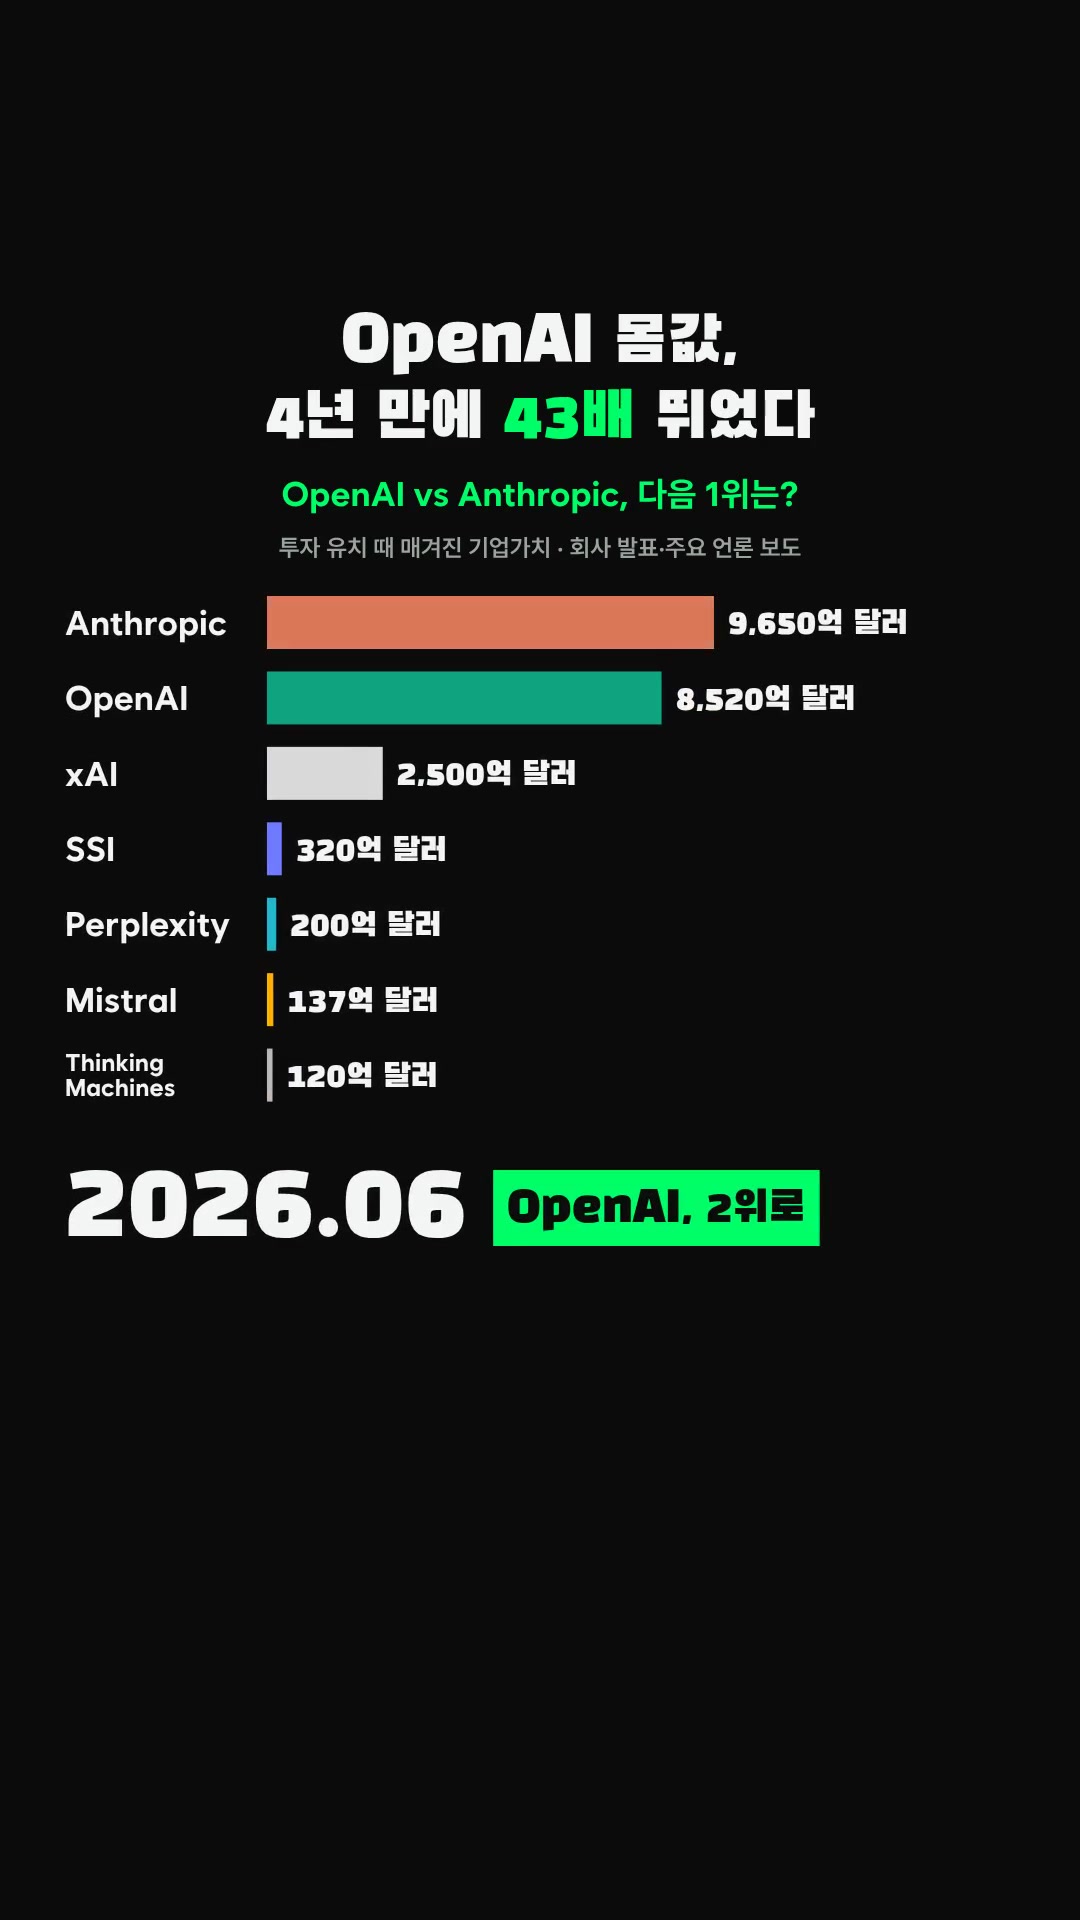 OpenAI 몸값,
4년 만에 43배 뛰었다
OpenAI vs Anthropic, 다음 1위는?
투자 유치 때 매겨진 기업가치 · 회사 발표·주요 언론 보도
Anthropic 9,650억 달러
OpenAI 8,520억 달러
xAI 2,500억 달러
SSI 320억 달러
Perplexity 200억 달러
Mistral 137억 달러
Thinking
Machines 120억 달러
2026.06 OpenAI, 2위로